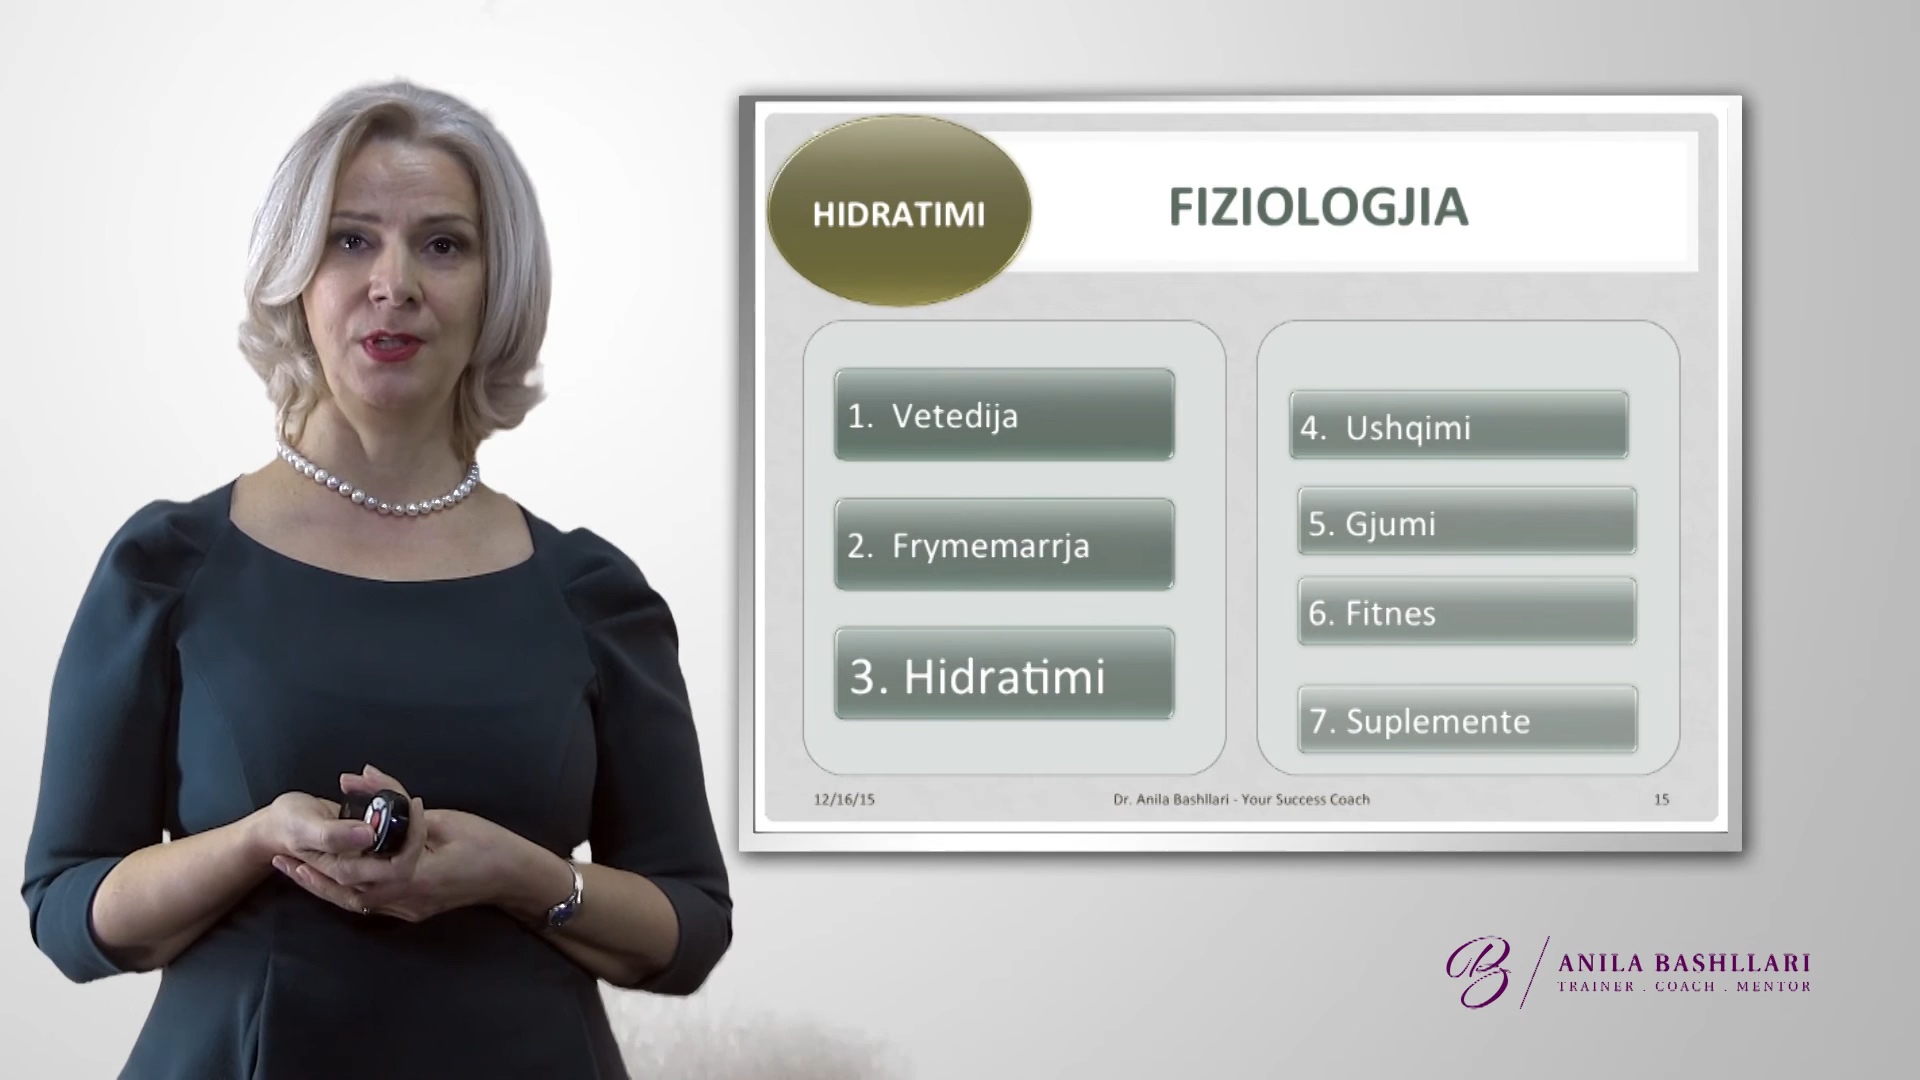 HIDRATIMI
FIZIOLOGJIA
1. Vetedija
2. Frymemarrja
3. Hidratimi
4. Ushqimi
5. Gjumi
6. Fitnes
7. Suplemente
12/16/15
Dr. Anila Bashllari - Your Success Coach
15
B
ANILA BASHLLARI
TRAINER . COACH . MENTOR